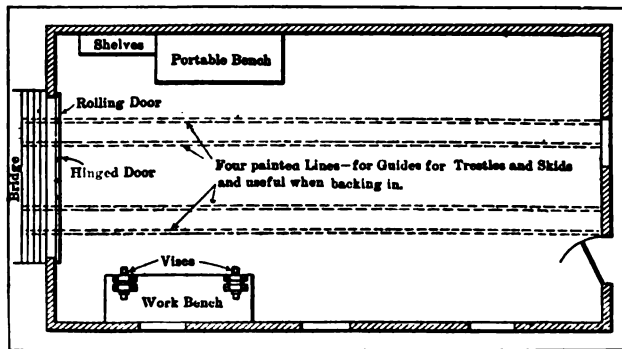 Shelves
Portable Bench
Rolling Door
Four painted Lines—for Guides for Trestles and Skids
and useful when backing in.
Hinged Door
Bridge
Vises
Work Bench